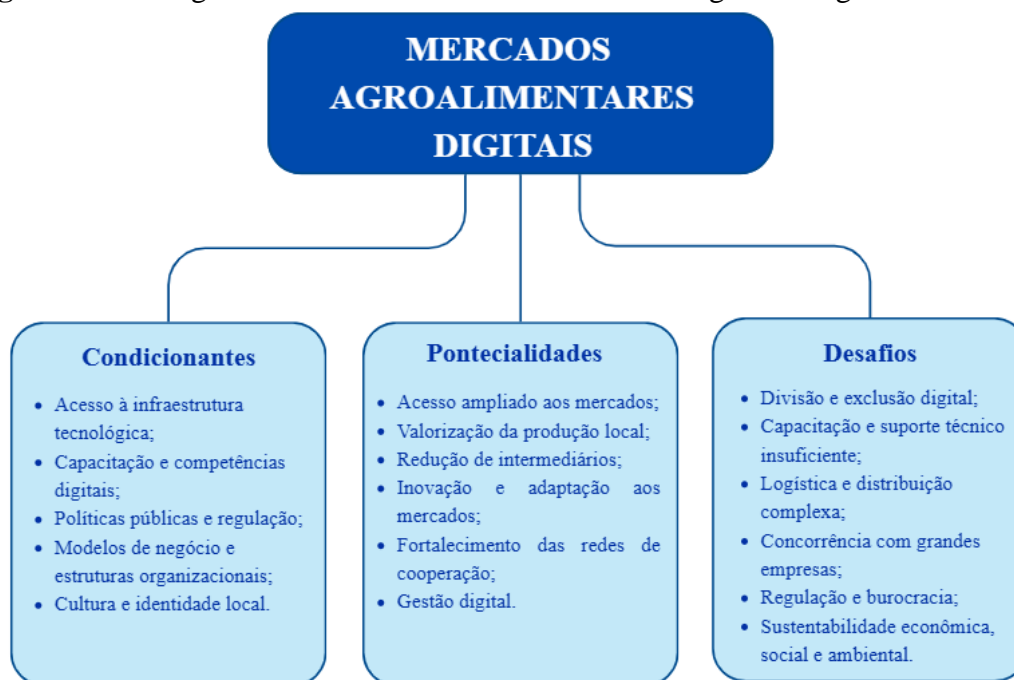 MERCADOS
AGROALIMENTARES
DIGITAIS
Condicionantes
• Acesso à infraestrutura
tecnológica;
• Capacitação e competências
digitais;
• Políticas públicas e regulação;
• Modelos de negócio e
estruturas organizacionais;
• Cultura e identidade local.
Pontecialidades
• Acesso ampliado aos mercados;
• Valorização da produção local;
• Redução de intermediários;
• Inovação e adaptação aos
mercados;
• Fortalecimento das redes de
cooperação;
• Gestão digital.
Desafios
• Divisão e exclusão digital;
• Capacitação e suporte técnico
insuficiente;
• Logística e distribuição
complexa;
• Concorrência com grandes
empresas;
• Regulação e burocracia;
• Sustentabilidade econômica,
social e ambiental.